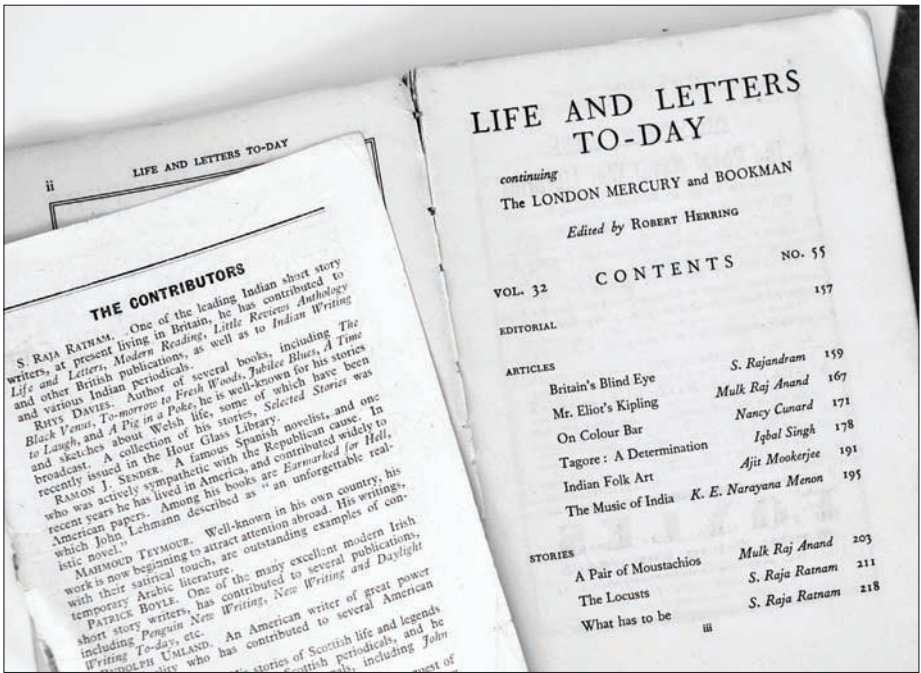 ii
LIFE AND LETTERS TO-DAY
THE CONTRIBUTORS
S. RAJA RATNAM. One of the leading Indian short story
writers, at present living in Britain, he has contributed to
Life and Letters, Modern Reading, Little Reviews Anthology
and other British publications, as well as to Indian Writing
and various Indian periodicals.
RHYS DAVIES. Author of several books, including The
Black Venus, To-morrow to Fresh Woods, Jubilee Blues, A Time
to Laugh, and A Pig in a Poke, he is well-known for his stories
and sketches about Welsh life, some of which have been
broadcast. A collection of his stories, Selected Stories was
recently issued in the Hour Glass Library.
RAMON J. SENDER. A famous Spanish novelist, and one
who was actively sympathetic with the Republican cause. In
recent years he has lived in America, and contributed widely to
American papers. Among his books are Earmarked for Hell,
which John Lehmann described as "an unforgettable real-
istic novel."
MAHMOUD TEYMOUR. Well-known in his own country, his
work is now beginning to attract attention abroad. His writings,
with their satirical touch, are outstanding examples of con-
temporary Arabic literature.
PATRICK BOYLE. One of the many excellent modern Irish
short story writers, has contributed to several publications,
including Penguin New Writing, New Writing and Daylight
Writing To-day, etc.
RUDOLPH UMLAND. An American writer of great power
who has contributed to several American
stories of Scottish life and legends
Scottish periodicals, and he
including John
quest of
LIFE AND LETTERS
TO-DAY
continuing
The LONDON MERCURY and BOOKMAN
Edited by ROBERT HERRING
VOL. 32 CONTENTS NO. 55
EDITORIAL 157
ARTICLES
Britain's Blind Eye S. Rajandram 159
Mr. Eliot's Kipling Mulk Raj Anand 167
On Colour Bar Nancy Cunard 171
Tagore : A Determination Iqbal Singh 178
Indian Folk Art Ajit Mookerjee 191
The Music of India K. E. Narayana Menon 195
STORIES
A Pair of Moustachios Mulk Raj Anand 203
The Locusts S. Raja Ratnam 211
What has to be S. Raja Ratnam 218
iii